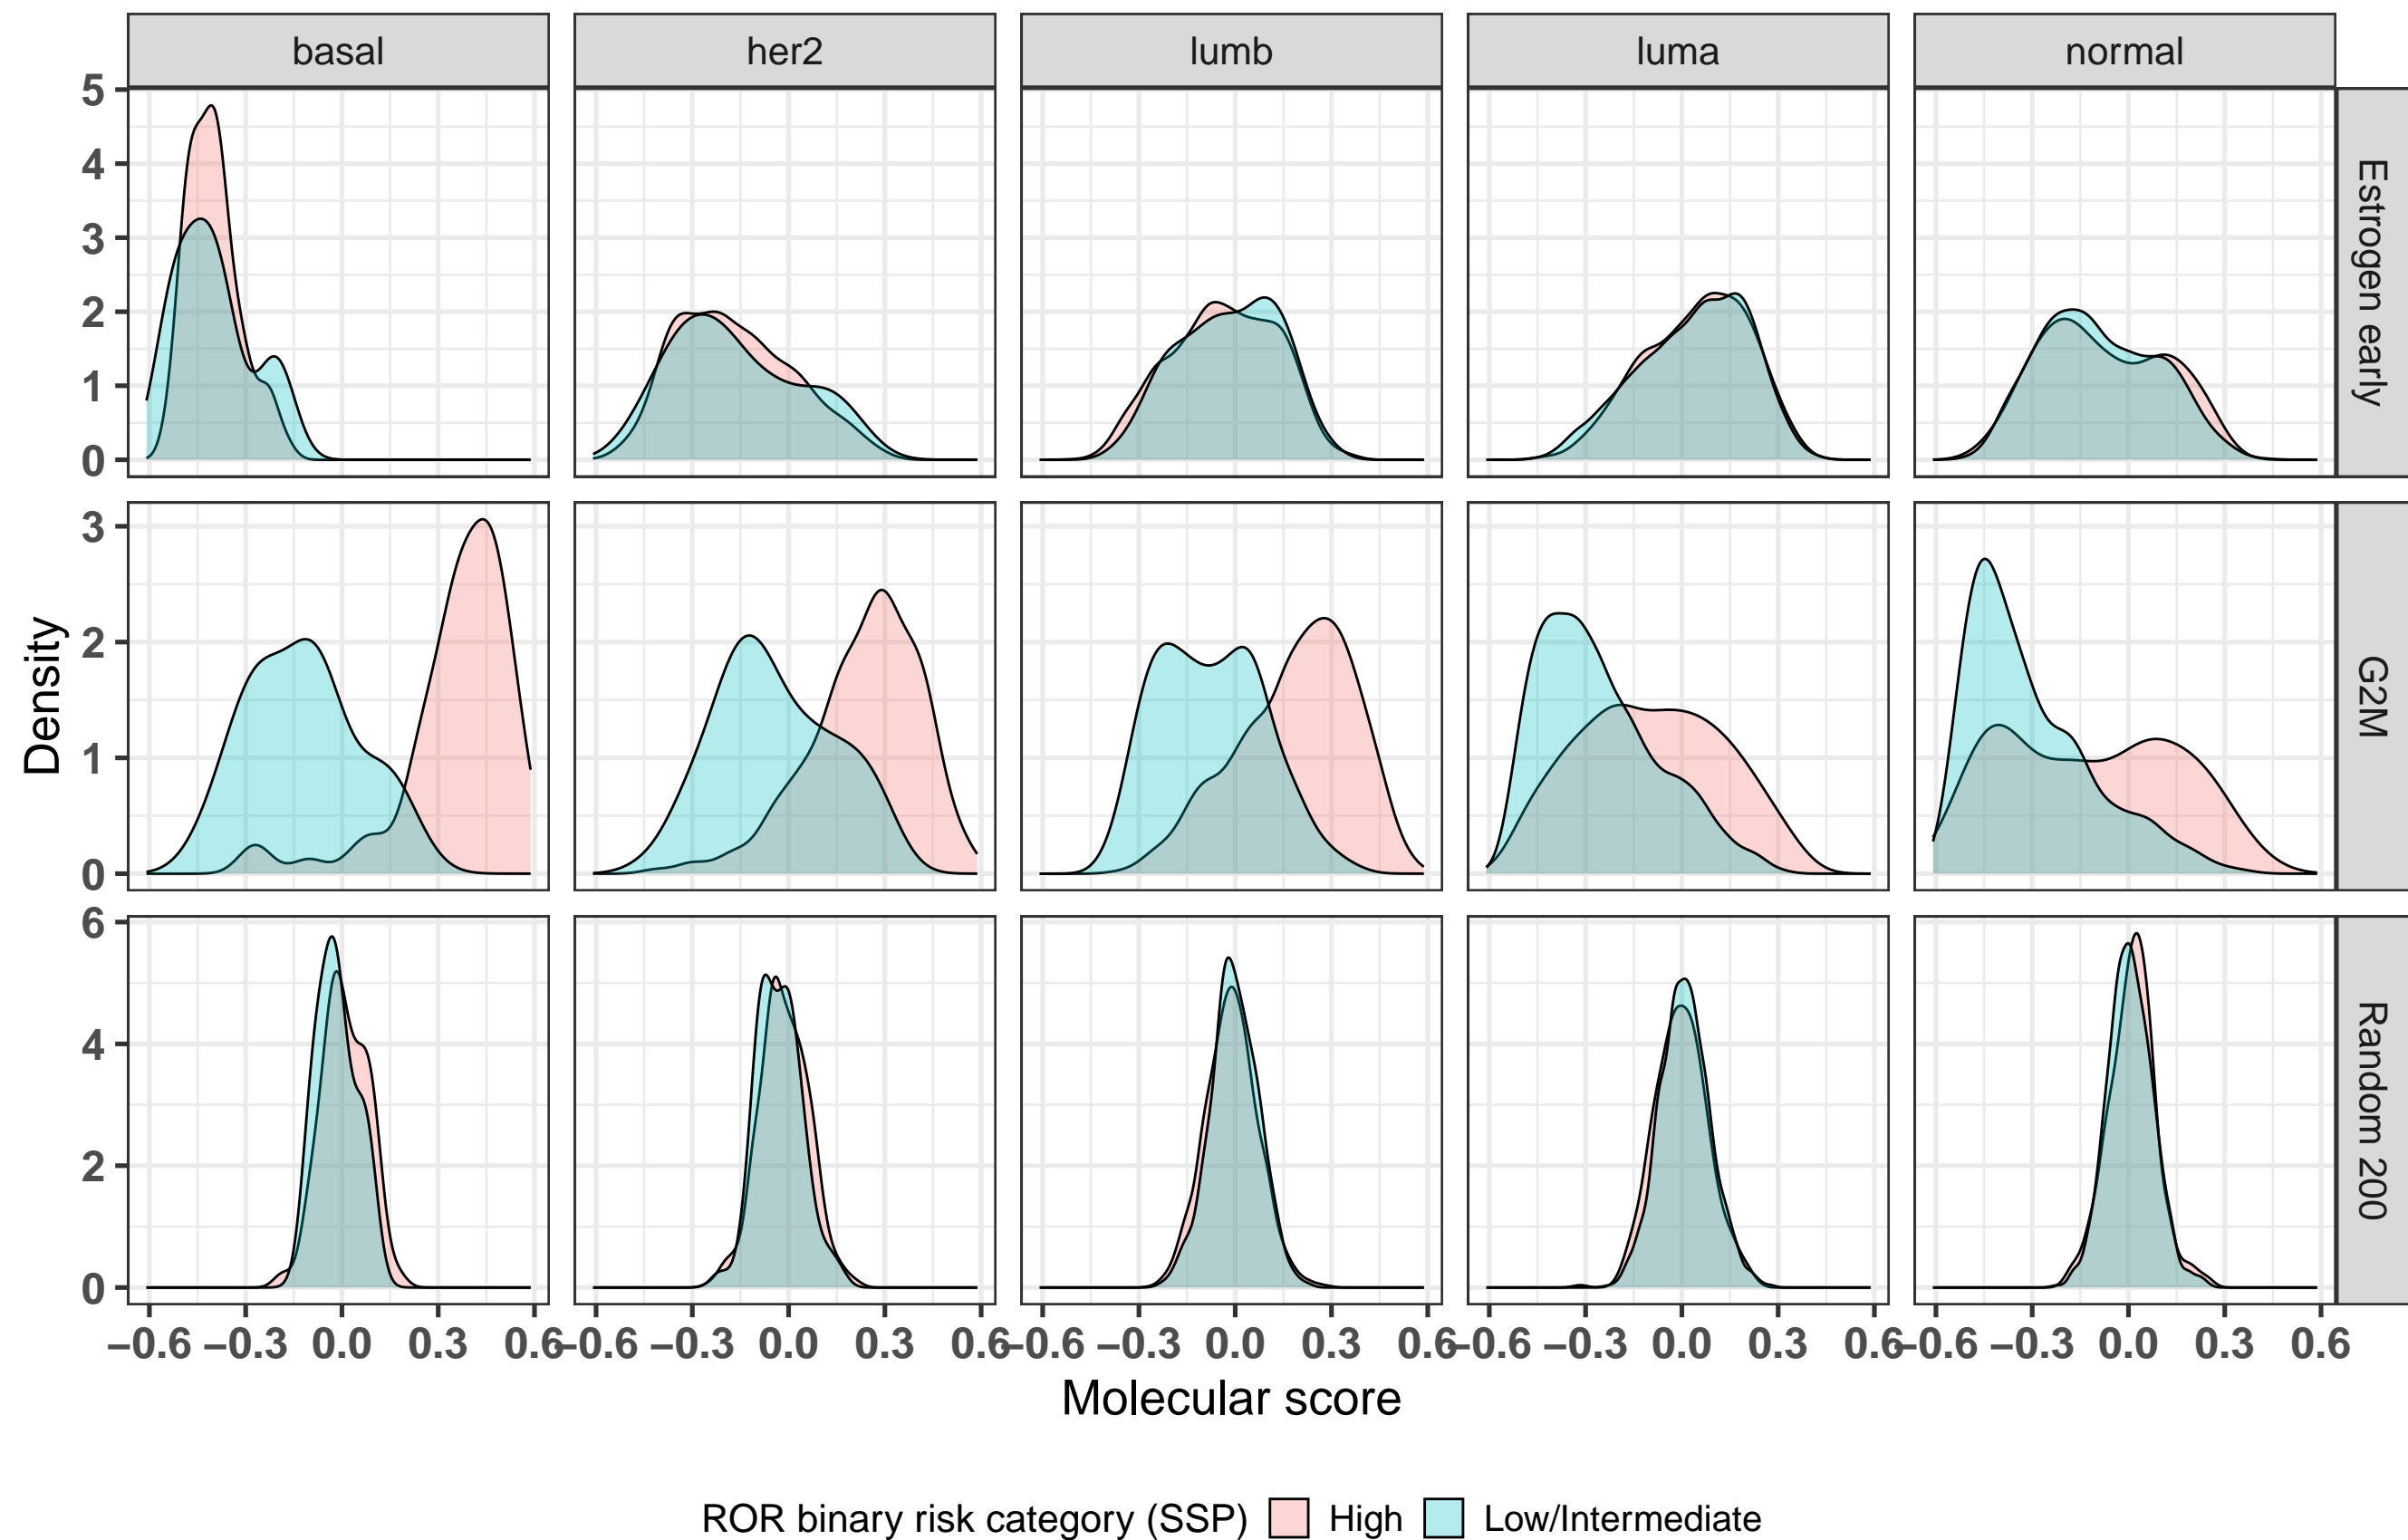 basal her2 lumb luma normal
5
4
3
2
1
0
Estrogen early
3
2
1
0
G2M
6
4
2
0
Random 200
Density
−0.6 −0.3 0.0 0.3 0.6 −0.6 −0.3 0.0 0.3 0.6 −0.6 −0.3 0.0 0.3 0.6 −0.6 −0.3 0.0 0.3 0.6 −0.6 −0.3 0.0 0.3 0.6
Molecular score
ROR binary risk category (SSP) High Low/Intermediate